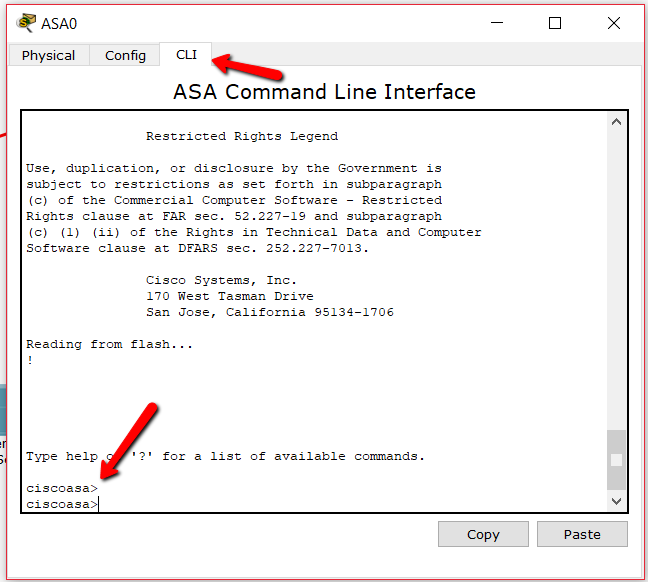 ASA0
Physical Config CLI
ASA Command Line Interface
Restricted Rights Legend
Use, duplication, or disclosure by the Government is
subject to restrictions as set forth in subparagraph
(c) of the Commercial Computer Software - Restricted
Rights clause at FAR sec. 52.227-19 and subparagraph
(c) (1) (ii) of the Rights in Technical Data and Computer
Software clause at DFARS sec. 252.227-7013.
Cisco Systems, Inc.
170 West Tasman Drive
San Jose, California 95134-1706
Reading from flash...
!
Type help '?' for a list of available commands.
ciscoasa>
ciscoasa>
Copy Paste